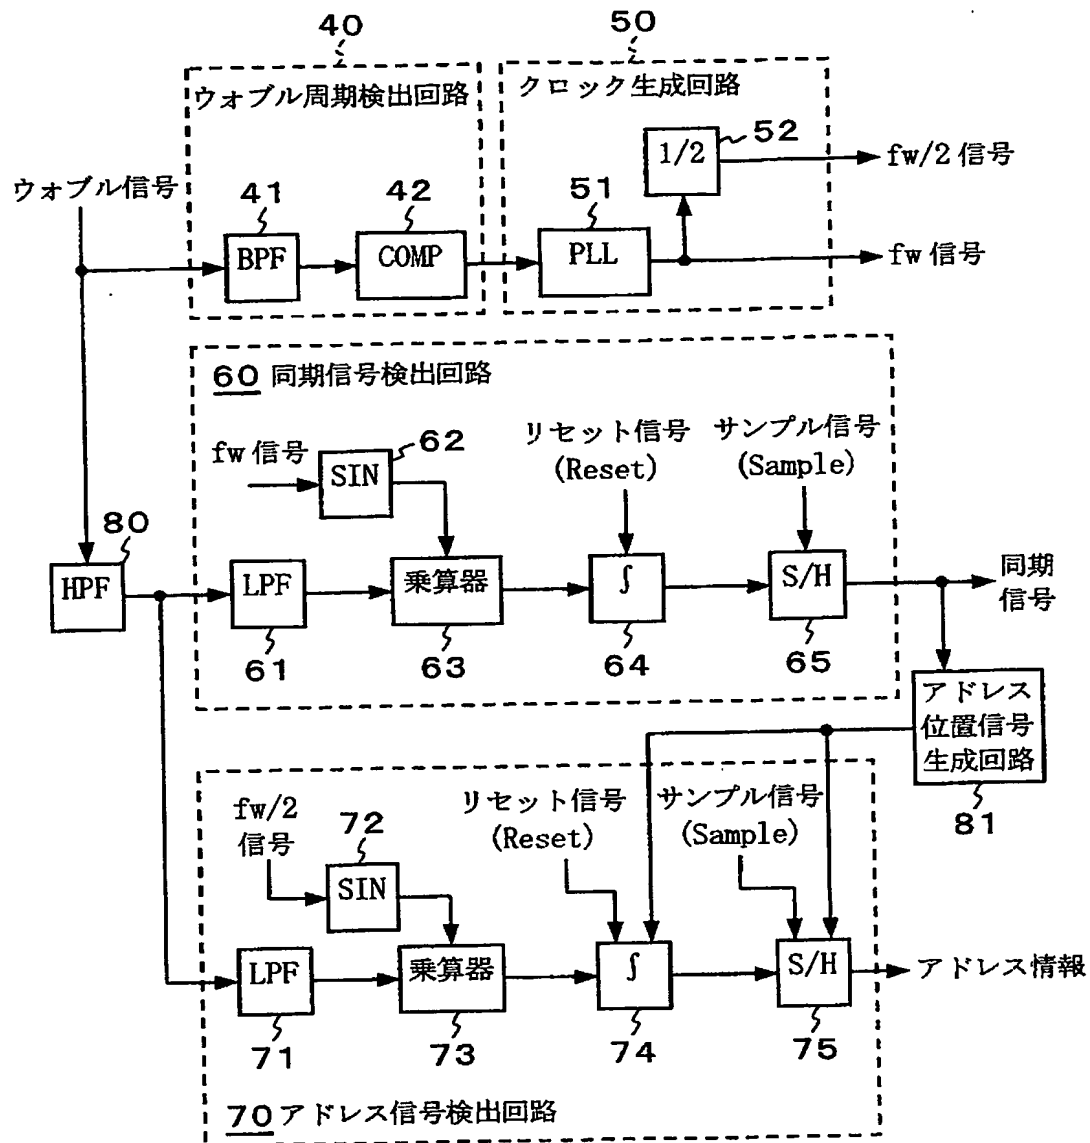 40
50
ウォブル周期検出回路
クロック生成回路
1/2
52
fw/2 信号
ウォブル信号
41
42
51
BPF
COMP
PLL
fw 信号
60 同期信号検出回路
リセット信号
(Reset)
サンプル信号
(Sample)
fw 信号
62
SIN
80
HPF
LPF
乗算器
∫
S/H
同期
信号
61
63
64
65
アドレス
位置信号
生成回路
81
fw/2
信号
72
SIN
リセット信号
(Reset)
サンプル信号
(Sample)
LPF
乗算器
∫
S/H
アドレス情報
71
73
74
75
70 アドレス信号検出回路